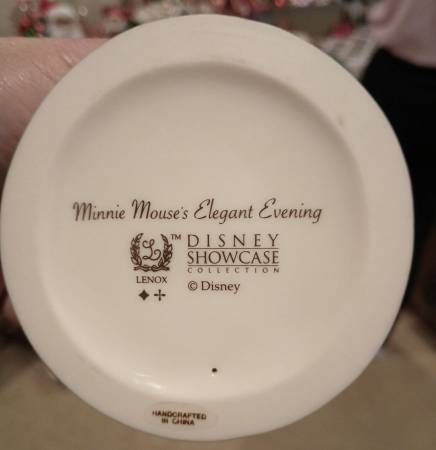 Minnie Mouse's Elegant Evening
L ™ DISNEY
SHOWCASE
COLLECTION
LENOX
© Disney
HANDCRAFTED
IN CHINA